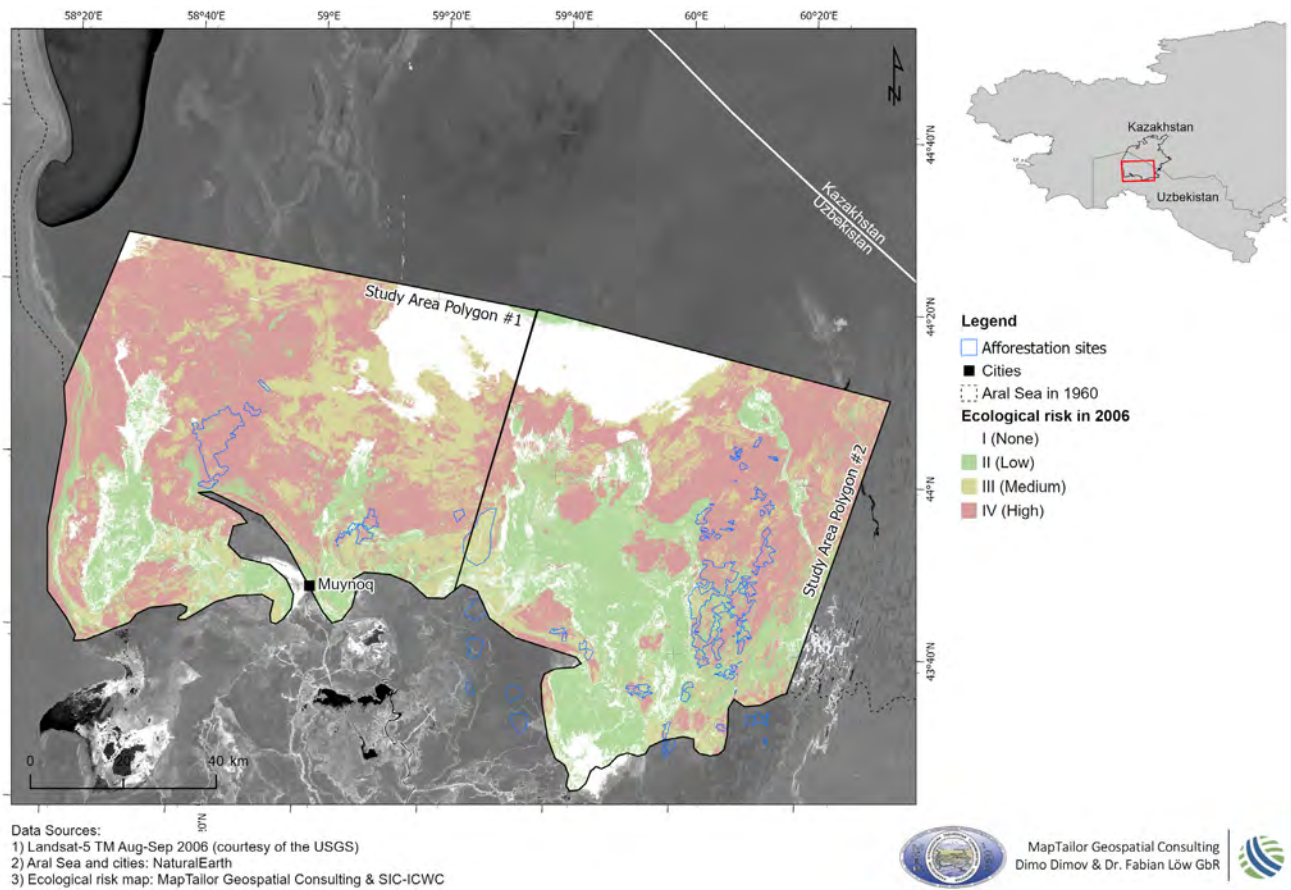 58°20'E 58°40'E 59°E 59°20'E 59°40'E 60°E 60°20'E
44°40'N
44°20'N
44°N
43°40'N
Kazakhstan
Uzbekistan
Study Area Polygon #1
Study Area Polygon #2
Muynoq
0 20 40 km
Kazakhstan
Uzbekistan
Legend
Afforestation sites
Cities
Aral Sea in 1960
Ecological risk in 2006
I (None)
II (Low)
III (Medium)
IV (High)
Data Sources:
1) Landsat-5 TM Aug-Sep 2006 (courtesy of the USGS)
2) Aral Sea and cities: NaturalEarth
3) Ecological risk map: MapTailor Geospatial Consulting & SIC-ICWC
MapTailor Geospatial Consulting
Dimo Dimov & Dr. Fabian Löw GbR